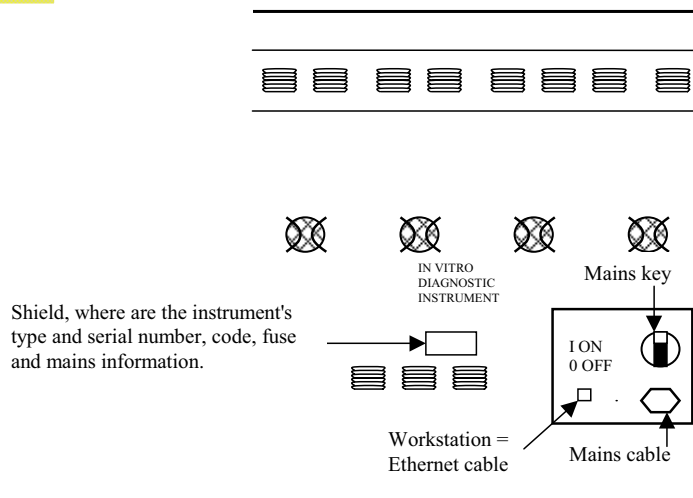 IN VITRO
DIAGNOSTIC
INSTRUMENT
Mains key
Shield, where are the instrument's
type and serial number, code, fuse
and mains information.
I ON
0 OFF
Workstation =
Ethernet cable
Mains cable